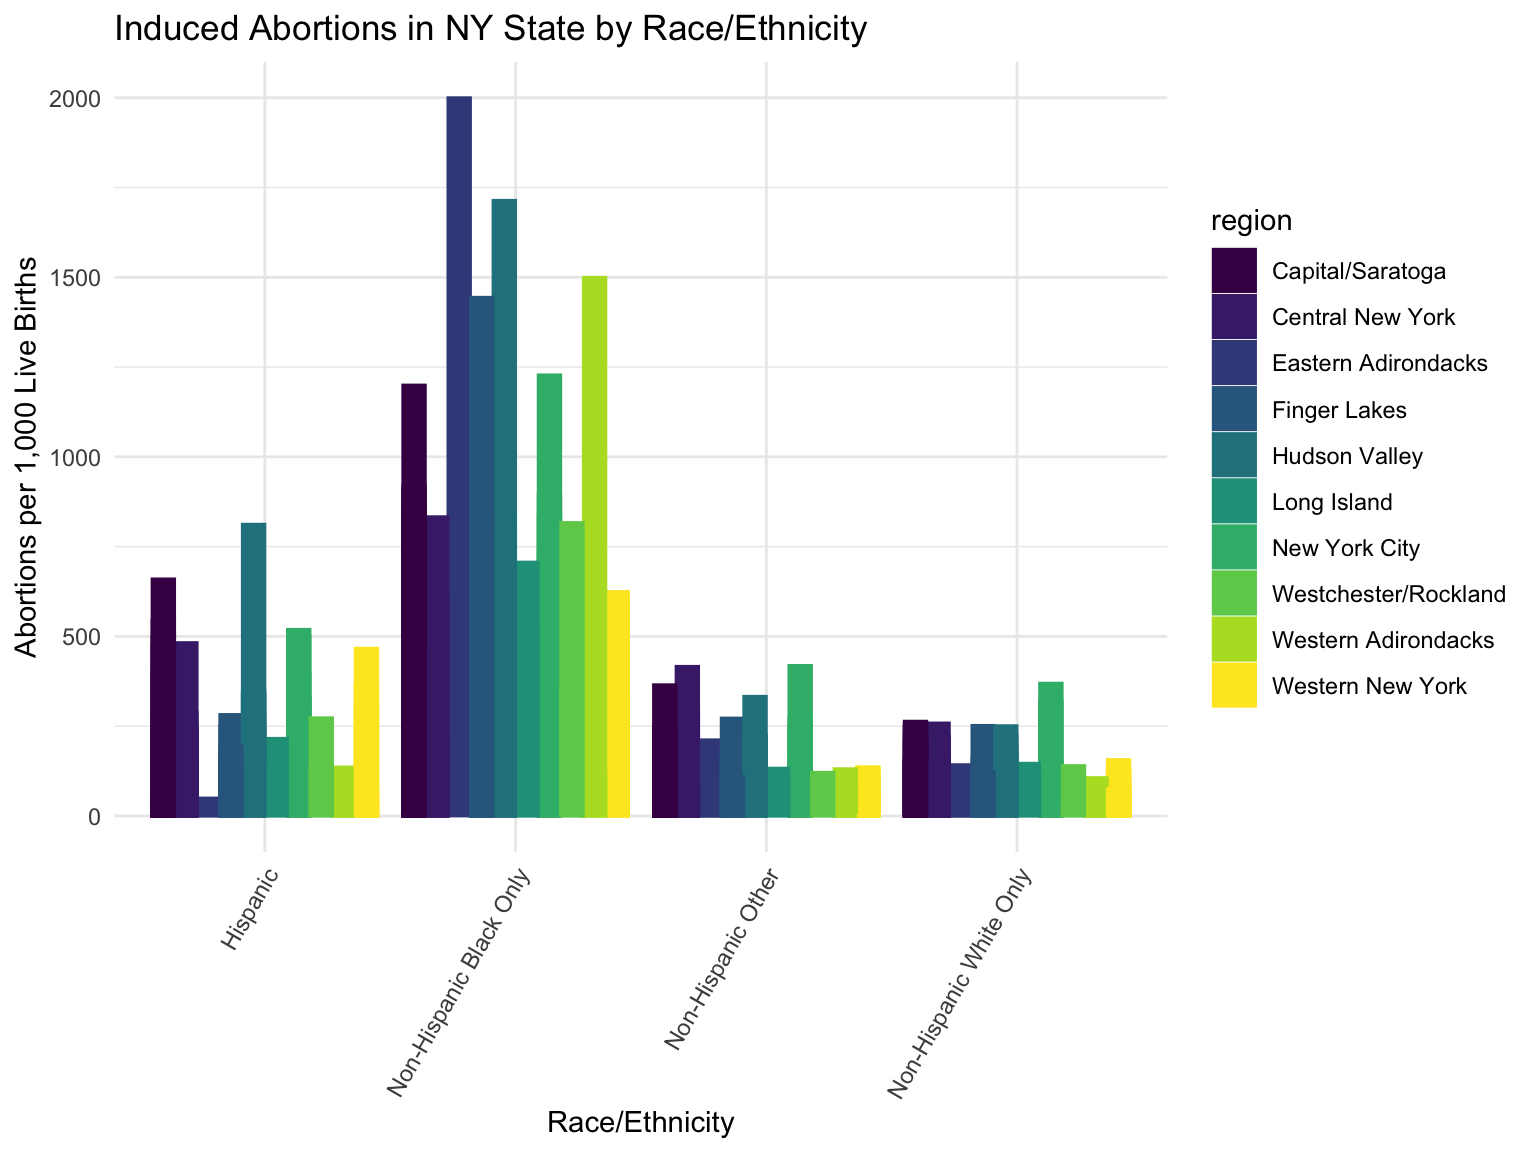 Induced Abortions in NY State by Race/Ethnicity
Abortions per 1,000 Live Births
2000
1500
1000
500
0
Hispanic
Non-Hispanic Black Only
Non-Hispanic Other
Non-Hispanic White Only
Race/Ethnicity
region
Capital/Saratoga
Central New York
Eastern Adirondacks
Finger Lakes
Hudson Valley
Long Island
New York City
Westchester/Rockland
Western Adirondacks
Western New York